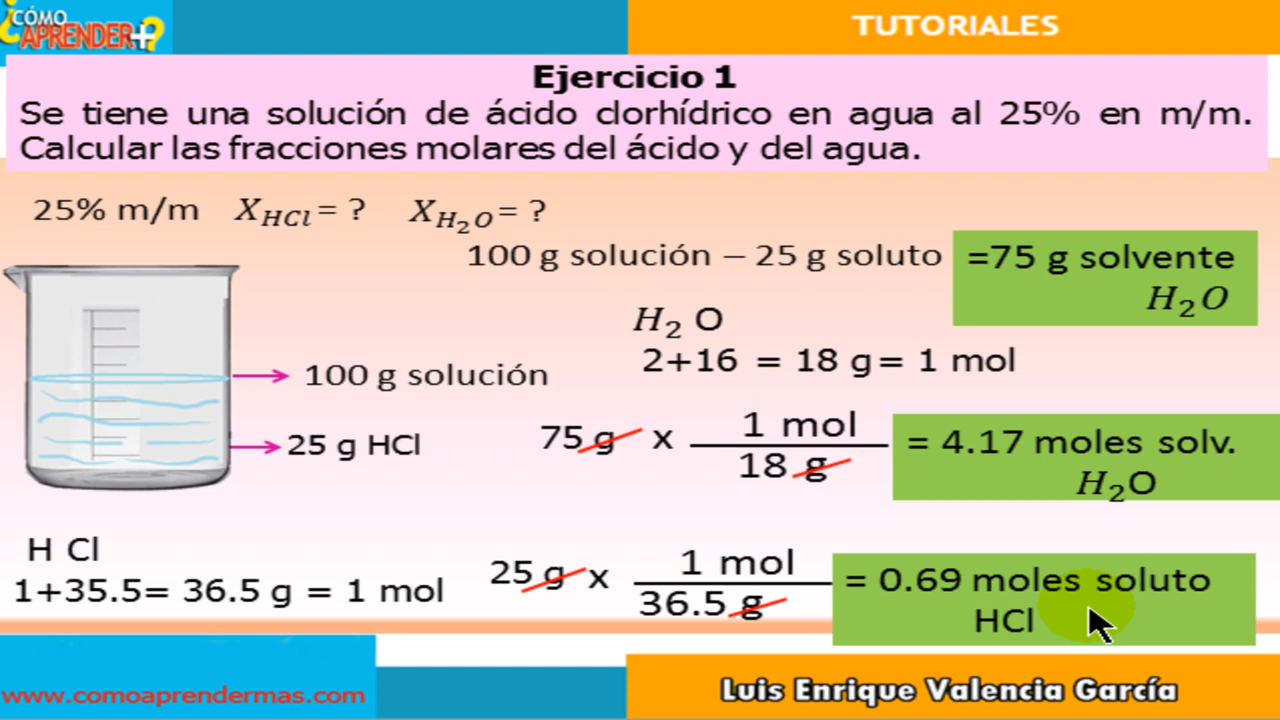 ¿CÓMO
APRENDER+?
TUTORIALES
Ejercicio 1
Se tiene una solución de ácido clorhídrico en agua al 25% en m/m.
Calcular las fracciones molares del ácido y del agua.
25% m/m X_HCl = ? X_H₂O = ?
100 g solución – 25 g soluto =75 g solvente
H₂O
H₂ O
2+16 = 18 g= 1 mol
100 g solución
25 g HCl
75 g x 1 mol = 4.17 moles solv.
18 g H₂O
H Cl
1+35.5= 36.5 g = 1 mol
25 g x 1 mol = 0.69 moles soluto
36.5 g HCl
www.comoaprendermas.com
Luis Enrique Valencia García